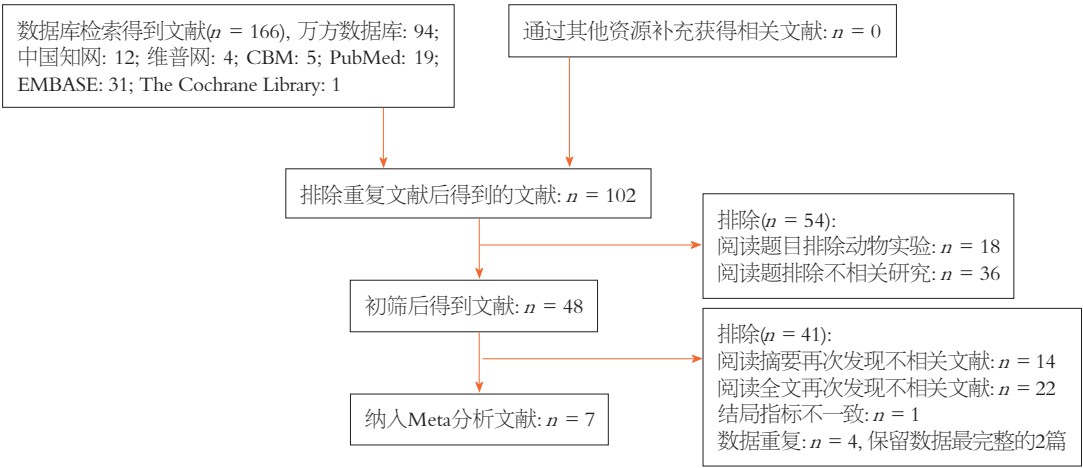 数据库检索得到文献(n = 166), 万方数据库: 94;
中国知网: 12; 维普网: 4; CBM: 5; PubMed: 19;
EMBASE: 31; The Cochrane Library: 1
通过其他资源补充获得相关文献: n = 0
排除重复文献后得到的文献: n = 102
排除(n = 54):
阅读题目排除动物实验: n = 18
阅读题排除不相关研究: n = 36
初筛后得到文献: n = 48
排除(n = 41):
阅读摘要再次发现不相关文献: n = 14
阅读全文再次发现不相关文献: n = 22
结局指标不一致: n = 1
数据重复: n = 4, 保留数据最完整的2篇
纳入Meta分析文献: n = 7